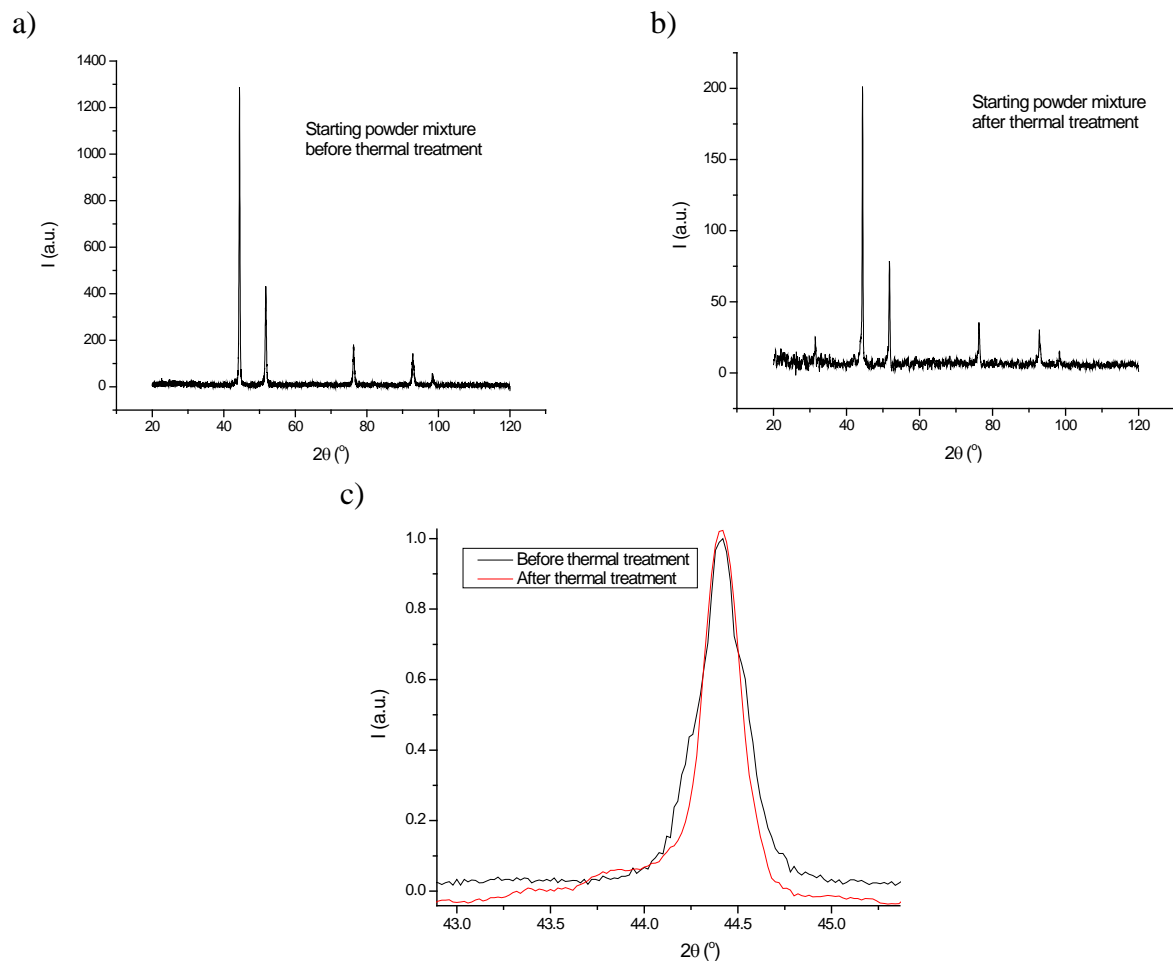 a)
1400
1200
1000
800
600
400
200
0
I (a.u.)
Starting powder mixture
before thermal treatment
20 40 60 80 100 120
2θ (°)
b)
200
150
100
50
0
I (a.u.)
Starting powder mixture
after thermal treatment
20 40 60 80 100 120
2θ (°)
c)
1.0
0.8
0.6
0.4
0.2
0.0
I (a.u.)
Before thermal treatment
After thermal treatment
43.0 43.5 44.0 44.5 45.0
2θ (°)